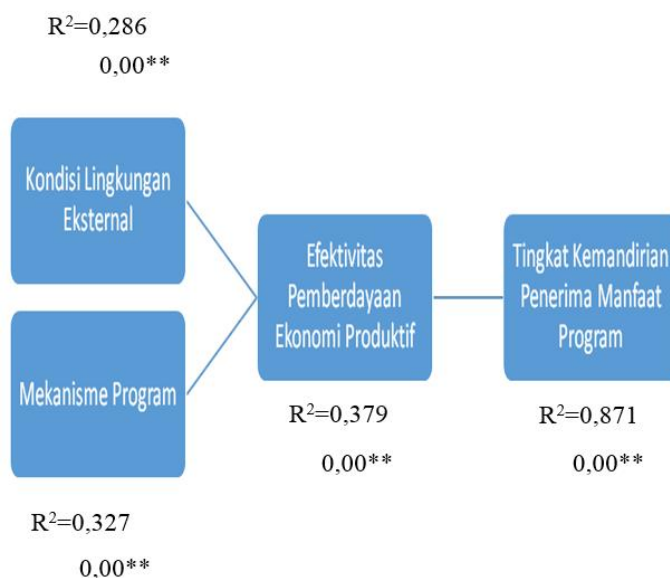 R²=0,286
0,00**
Kondisi Lingkungan
Eksternal
Mekanisme Program
R²=0,327
0,00**
Efektivitas
Pemberdayaan
Ekonomi Produktif
R²=0,379
0,00**
Tingkat Kemandirian
Penerima Manfaat
Program
R²=0,871
0,00**